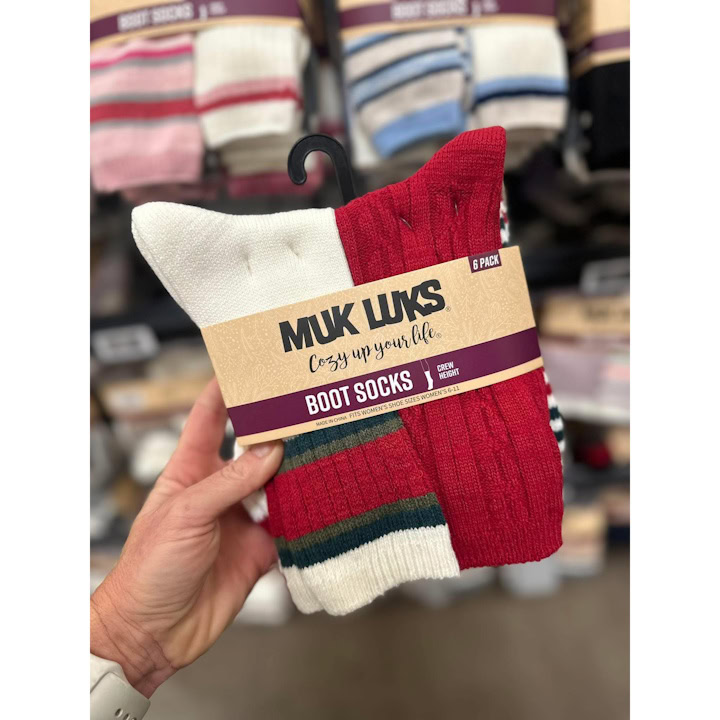 BOOT SOCKS
BOOT SOCKS
6 PACK
MUK LUKS®
Cozy up your life®
BOOT SOCKS
CREW
HEIGHT
MADE IN CHINA FITS WOMEN'S SHOE SIZES WOMEN'S 6-11